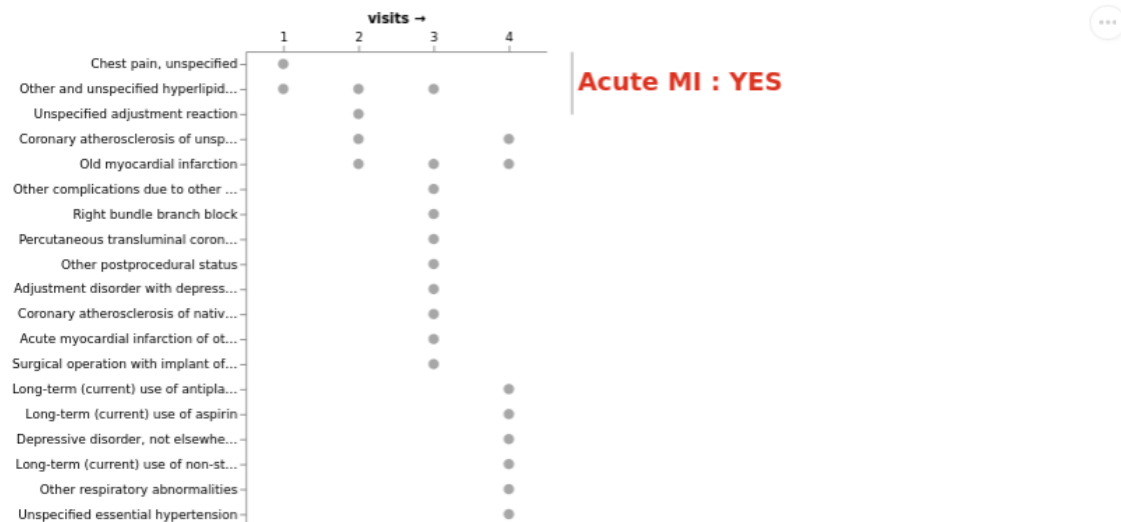 visits →
1 2 3 4
Chest pain, unspecified
Other and unspecified hyperlipid...
Unspecified adjustment reaction
Coronary atherosclerosis of unsp...
Old myocardial infarction
Other complications due to other ...
Right bundle branch block
Percutaneous transluminal coron...
Other postprocedural status
Adjustment disorder with depress...
Coronary atherosclerosis of nativ...
Acute myocardial infarction of ot...
Surgical operation with implant of...
Long-term (current) use of antipla...
Long-term (current) use of aspirin
Depressive disorder, not elsewhe...
Long-term (current) use of non-st...
Other respiratory abnormalities
Unspecified essential hypertension
Acute MI : YES